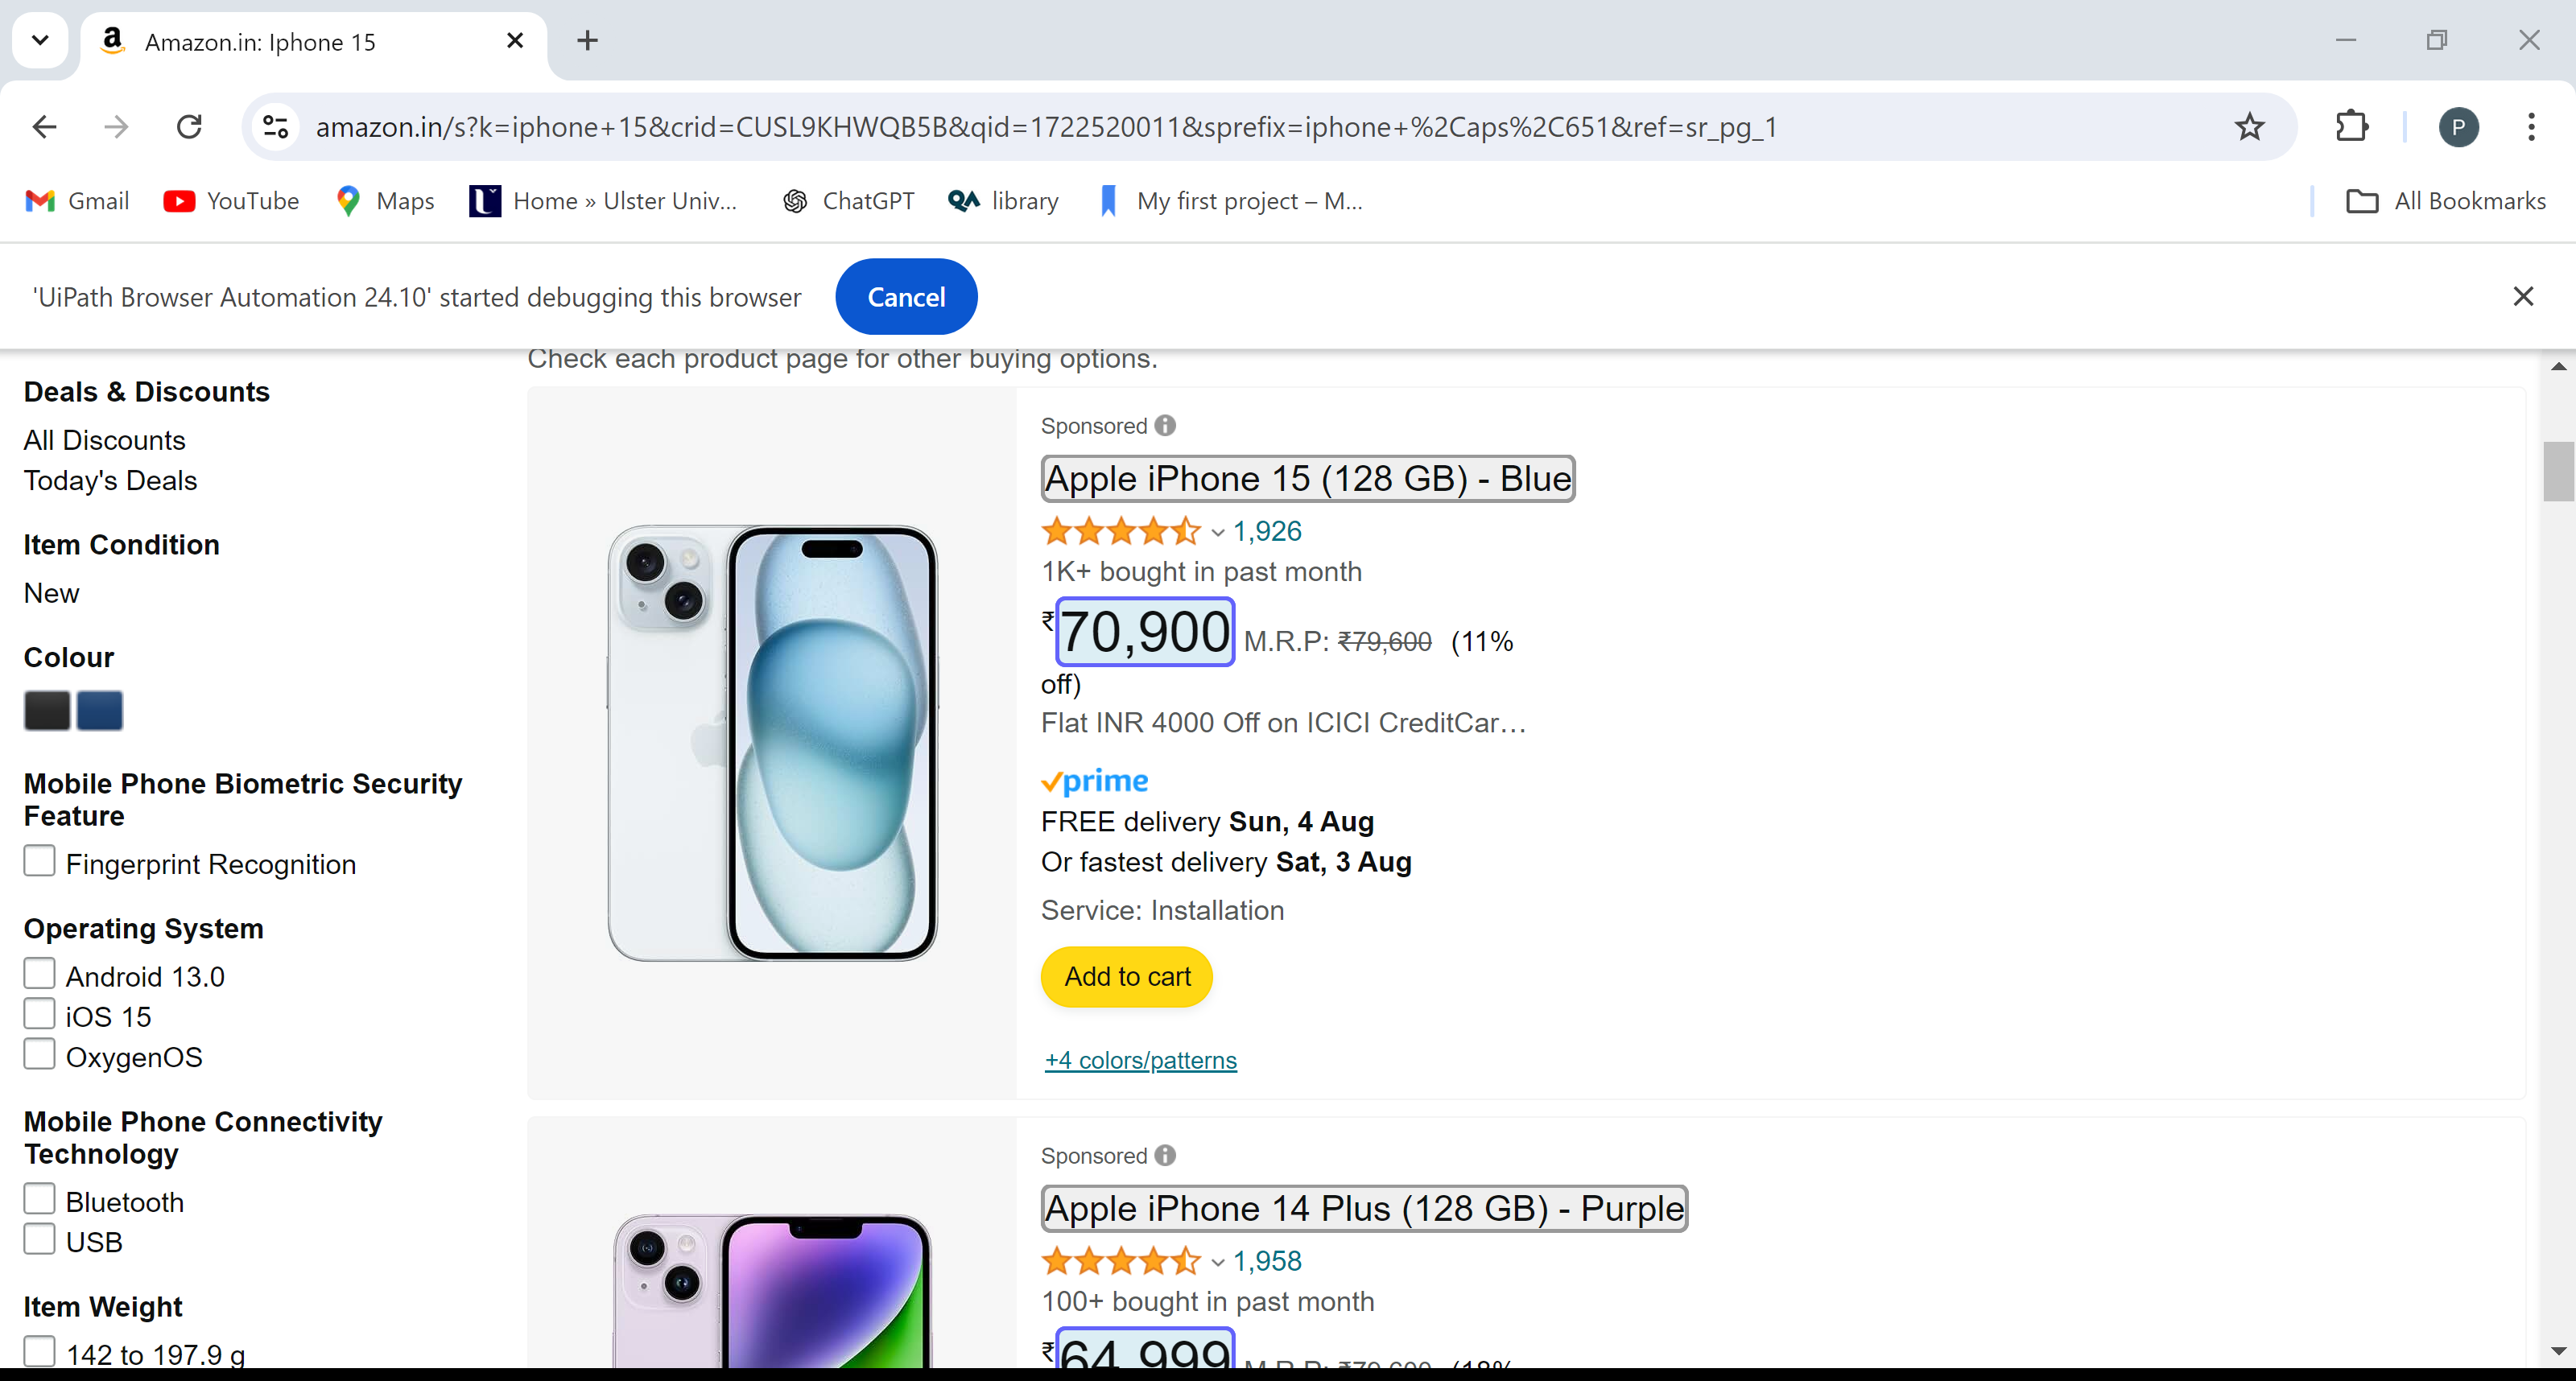 Amazon.in: Iphone 15
amazon.in/s?k=iphone+15&crid=CUSL9KHWQB5B&qid=1722520011&sprefix=iphone+%2Caps%2C651&ref=sr_pg_1
P
Gmail
YouTube
Maps
Home » Ulster Univ...
ChatGPT
QA library
My first project – M...
All Bookmarks
'UiPath Browser Automation 24.10' started debugging this browser
Cancel
Check each product page for other buying options.
Deals & Discounts
All Discounts
Today's Deals
Item Condition
New
Colour
Mobile Phone Biometric Security
Feature
Fingerprint Recognition
Operating System
Android 13.0
iOS 15
OxygenOS
Mobile Phone Connectivity
Technology
Bluetooth
USB
Item Weight
142 to 197.9 g
Sponsored
Apple iPhone 15 (128 GB) - Blue
1,926
1K+ bought in past month
₹70,900 M.R.P: ₹79,600 (11%
off)
Flat INR 4000 Off on ICICI CreditCar...
prime
FREE delivery Sun, 4 Aug
Or fastest delivery Sat, 3 Aug
Service: Installation
Add to cart
+4 colors/patterns
Sponsored
Apple iPhone 14 Plus (128 GB) - Purple
1,958
100+ bought in past month
₹64,999 M.R.P: ₹79,600 (18%